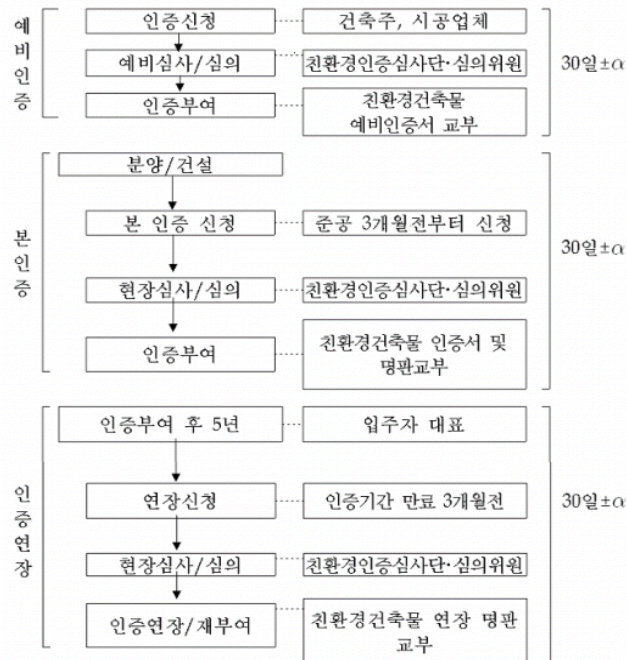 예비인증
인증신청
건축주, 시공업체
예비심사/심의
친환경인증심사단·심의위원
인증부여
친환경건축물
예비인증서 교부
30일±α
본인증
분양/건설
본 인증 신청
준공 3개월전부터 신청
현장심사/심의
친환경인증심사단·심의위원
인증부여
친환경건축물 인증서 및
명판교부
30일±α
인증연장
인증부여 후 5년
입주자 대표
연장신청
인증기간 만료 3개월전
현장심사/심의
친환경인증심사단·심의위원
인증연장/재부여
친환경건축물 연장 명판
교부
30일±α